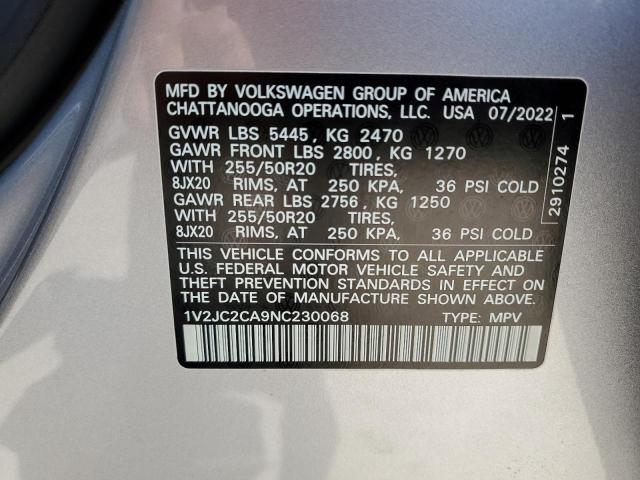 MFD BY VOLKSWAGEN GROUP OF AMERICA
CHATTANOOGA OPERATIONS, LLC. USA 07/2022
GVWR LBS 5445, KG 2470
GAWR FRONT LBS 2800, KG 1270
WITH 255/50R20 TIRES,
8JX20 RIMS, AT 250 KPA, 36 PSI COLD
GAWR REAR LBS 2756, KG 1250
WITH 255/50R20 TIRES,
8JX20 RIMS, AT 250 KPA, 36 PSI COLD
THIS VEHICLE CONFORMS TO ALL APPLICABLE
U.S. FEDERAL MOTOR VEHICLE SAFETY AND
THEFT PREVENTION STANDARDS IN EFFECT ON
THE DATE OF MANUFACTURE SHOWN ABOVE.
1V2JC2CA9NC230068 TYPE: MPV
2910274 1